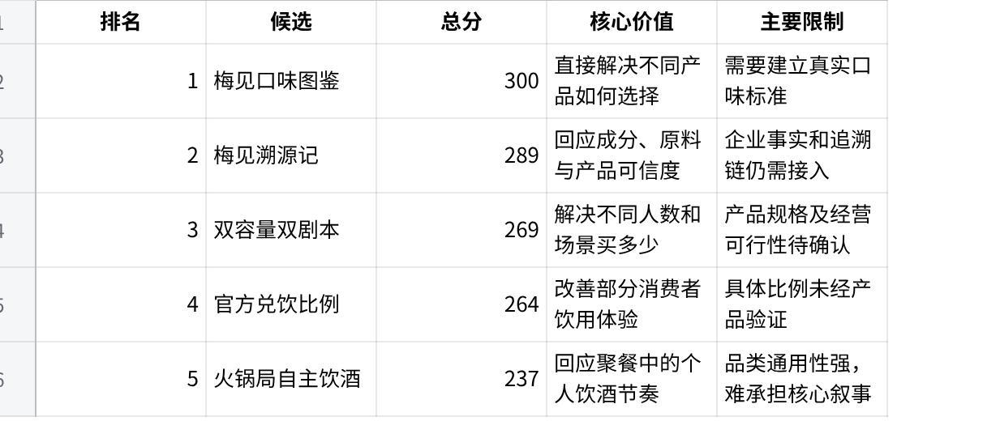 1 排名 候选 总分 核心价值 主要限制
2 1 梅见口味图鉴 300 直接解决不同产 需要建立真实口
品如何选择 味标准
3 2 梅见溯源记 289 回应成分、原料 企业事实和追溯
与产品可信度 链仍需接入
4 3 双容量双剧本 269 解决不同人数和 产品规格及经营
场景买多少 可行性待确认
5 4 官方兑饮比例 264 改善部分消费者 具体比例未经产
饮用体验 品验证
6 5 火锅局自主饮酒 237 回应聚餐中的个 品类通用性强，
人饮酒节奏 难承担核心叙事